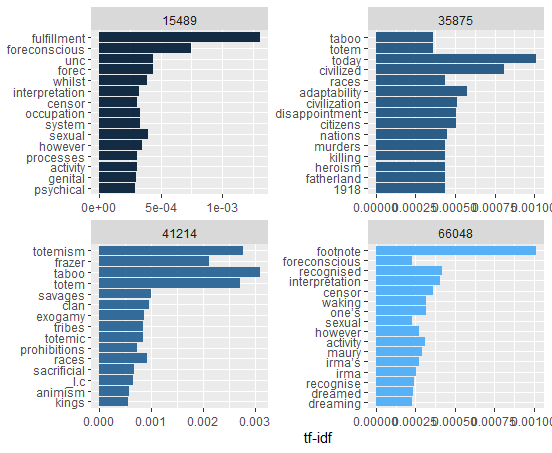 15489
fulfillment
foreconscious
unc
forec
whilst
interpretation
censor
occupation
system
sexual
however
processes
activity
genital
psychical
0e+00 5e-04 1e-03
35875
taboo
totem
today
civilized
races
adaptability
civilization
disappointment
citizens
nations
murders
killing
heroism
fatherland
1918
0.00000 0.00025 0.00050 0.00075 0.00100
41214
totemism
frazer
taboo
totem
savages
clan
exogamy
tribes
totemic
prohibitions
races
sacrificial
_l.c
animism
kings
0.000 0.001 0.002 0.003
66048
footnote
foreconscious
recognised
interpretation
censor
waking
one's
sexual
however
activity
maury
irma's
irma
recognise
dreamed
dreaming
0.00000 0.00025 0.00050 0.00075 0.00100
tf-idf